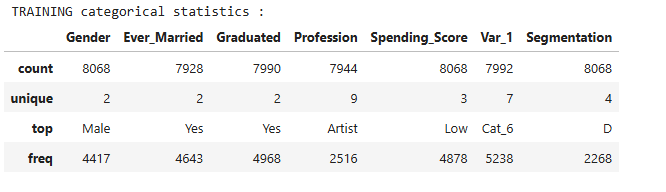 TRAINING categorical statistics :
Gender Ever_Married Graduated Profession Spending_Score Var_1 Segmentation
count 8068 7928 7990 7944 8068 7992 8068
unique 2 2 2 9 3 7 4
top Male Yes Yes Artist Low Cat_6 D
freq 4417 4643 4968 2516 4878 5238 2268